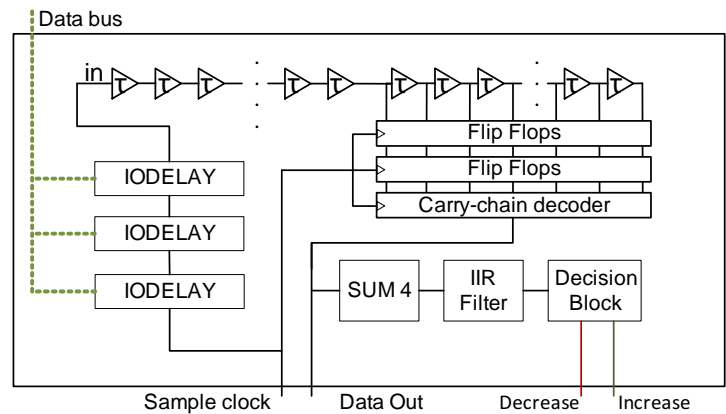 Data bus
in τ τ τ τ τ τ τ τ τ τ
Flip Flops
Flip Flops
Carry-chain decoder
IODELAY
IODELAY
IODELAY
SUM 4
IIR
Filter
Decision
Block
Sample clock
Data Out
Decrease
Increase